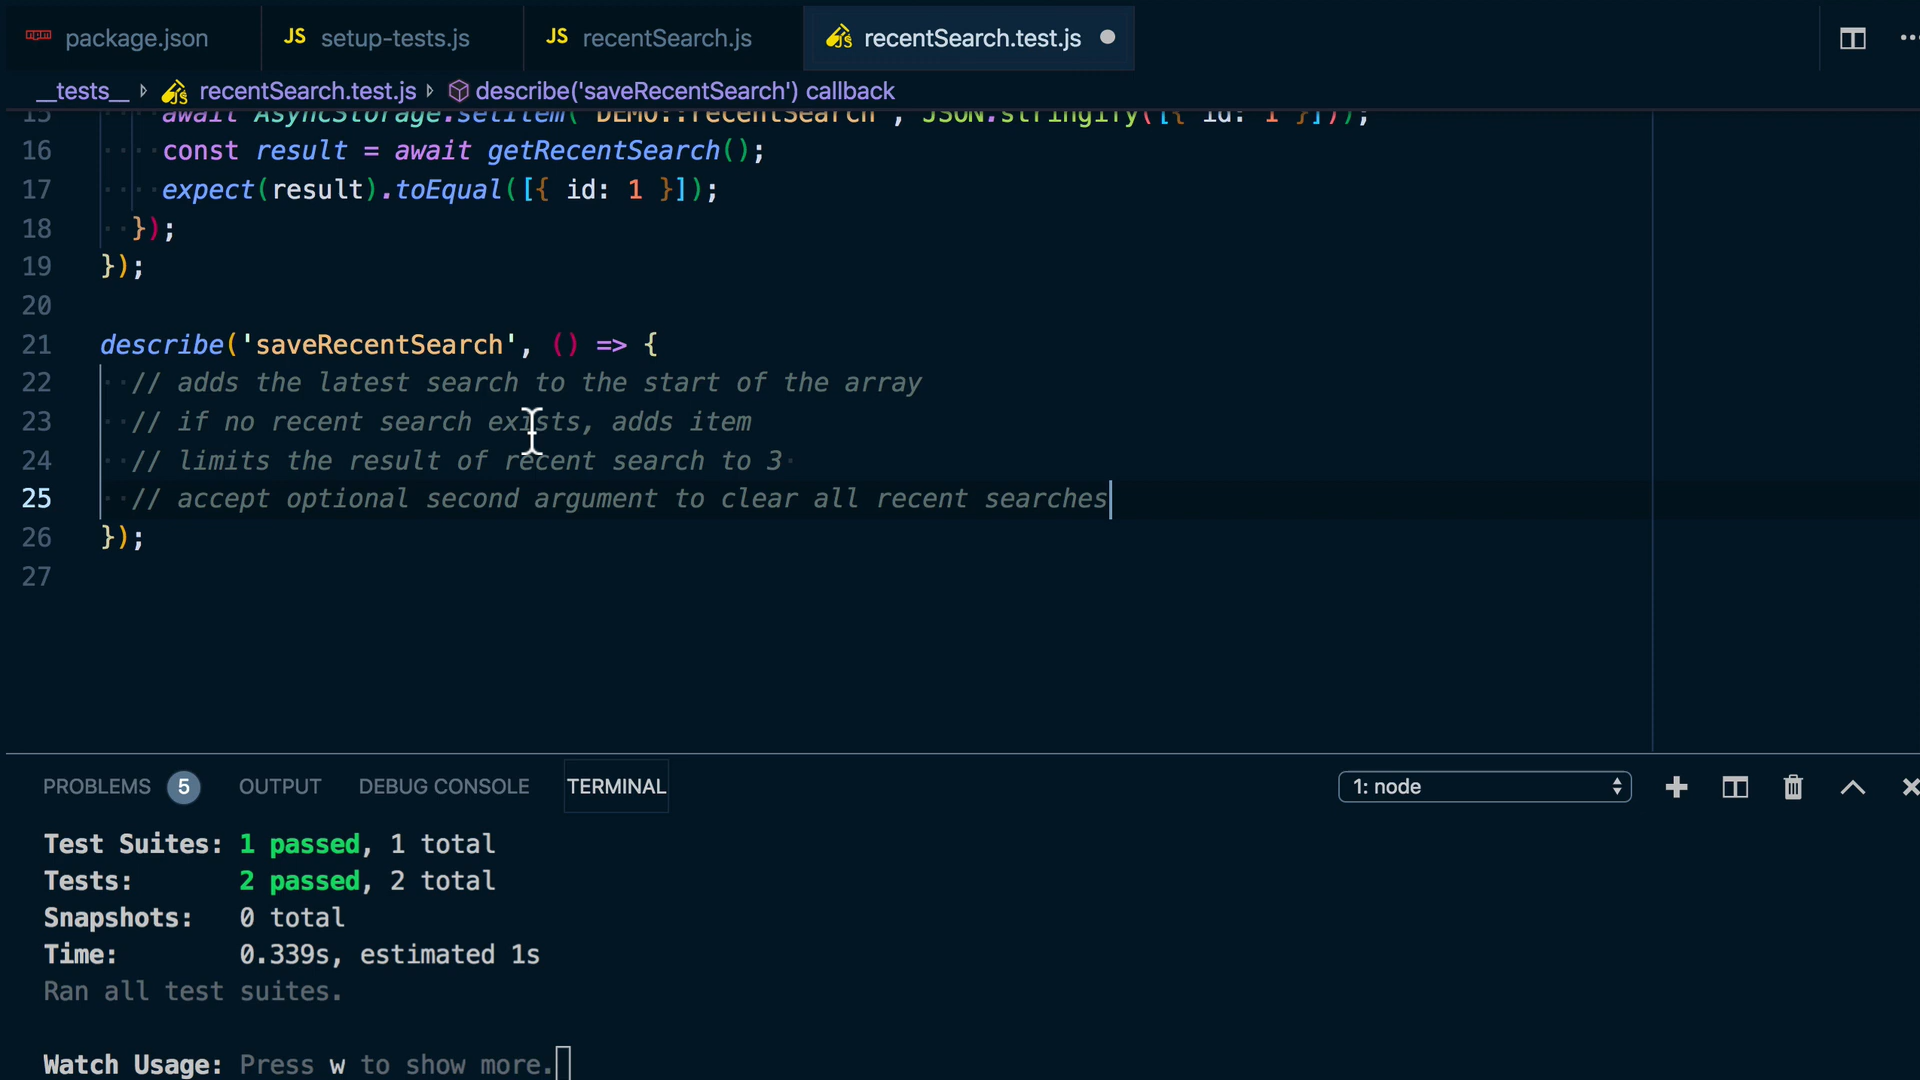 package.json
JS setup-tests.js
JS recentSearch.js
recentSearch.test.js
__tests__ recentSearch.test.js describe('saveRecentSearch') callback
15 await AsyncStorage.setItem('DEMO::recentSearch', JSON.stringify([{ id: 1 }]));
16 const result = await getRecentSearch();
17 expect(result).toEqual([{ id: 1 }]);
18 });
19 });
20
21 describe('saveRecentSearch', () => {
22 // adds the latest search to the start of the array
23 // if no recent search exists, adds item
24 // limits the result of recent search to 3
25 // accept optional second argument to clear all recent searches
26 });
27
PROBLEMS 5 OUTPUT DEBUG CONSOLE TERMINAL 1: node
Test Suites: 1 passed, 1 total
Tests: 2 passed, 2 total
Snapshots: 0 total
Time: 0.339s, estimated 1s
Ran all test suites.
Watch Usage: Press w to show more.